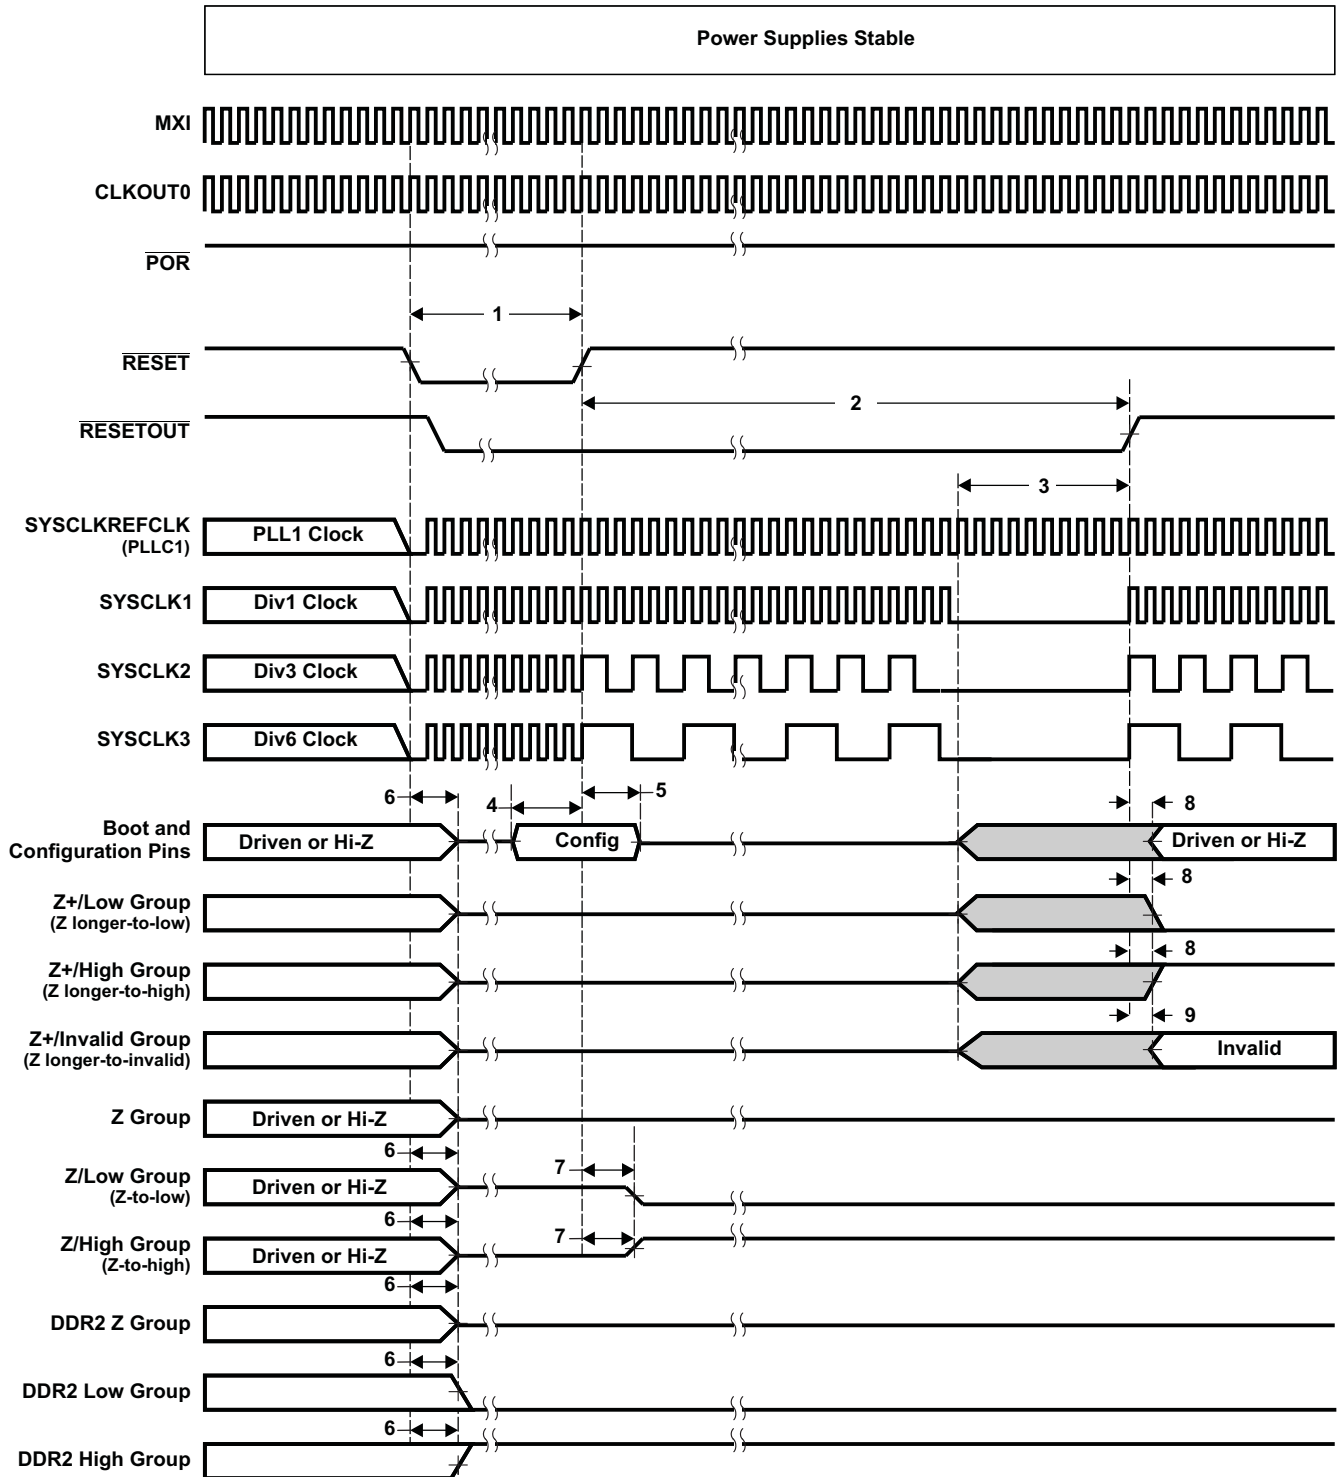 Power Supplies Stable
MXI
CLKOUT0
POR
1
RESET
2
RESETOUT
3
SYSCLKREFCLK
(PLLC1)
PLL1 Clock
SYSCLK1
Div1 Clock
SYSCLK2
Div3 Clock
SYSCLK3
Div6 Clock
6
4
5
8
Boot and
Configuration Pins
Driven or Hi-Z
Config
Driven or Hi-Z
8
Z+/Low Group
(Z longer-to-low)
8
Z+/High Group
(Z longer-to-high)
9
Z+/Invalid Group
(Z longer-to-invalid)
Invalid
Z Group
Driven or Hi-Z
6
7
Z/Low Group
(Z-to-low)
Driven or Hi-Z
6
7
Z/High Group
(Z-to-high)
Driven or Hi-Z
6
DDR2 Z Group
6
DDR2 Low Group
6
DDR2 High Group